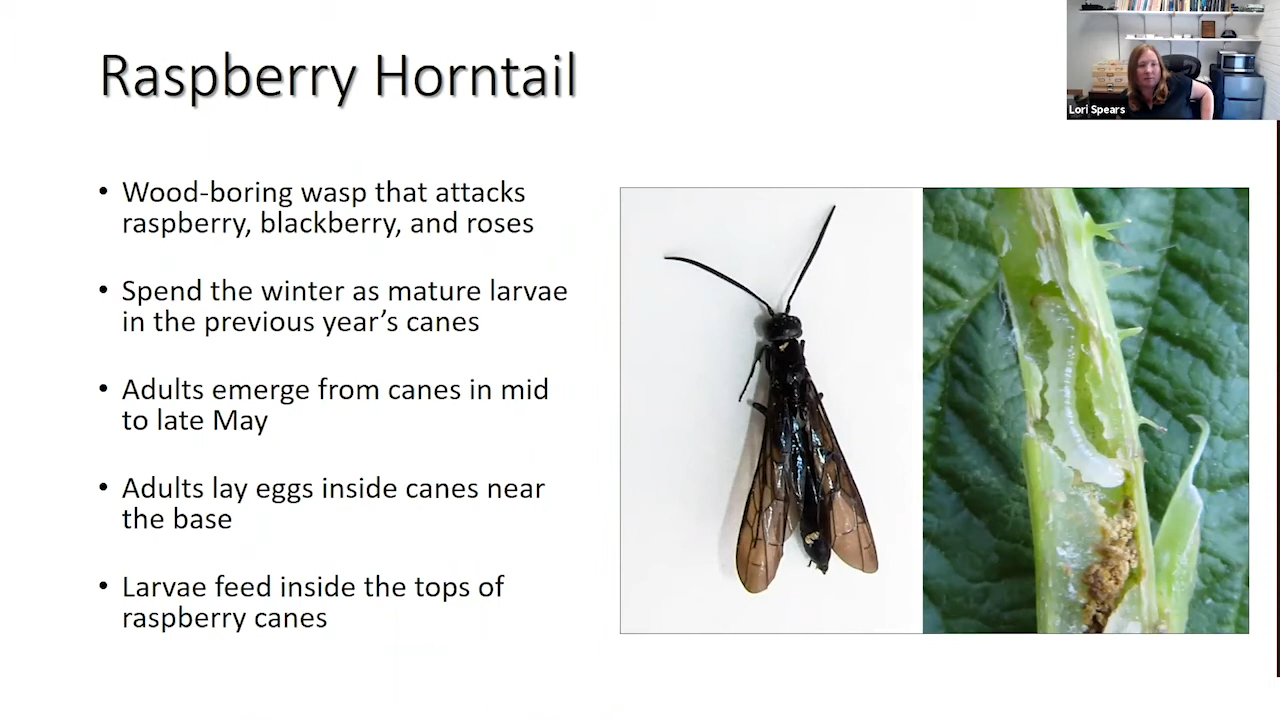 Raspberry Horntail
Lori Spears
• Wood-boring wasp that attacks
raspberry, blackberry, and roses
• Spend the winter as mature larvae
in the previous year’s canes
• Adults emerge from canes in mid
to late May
• Adults lay eggs inside canes near
the base
• Larvae feed inside the tops of
raspberry canes